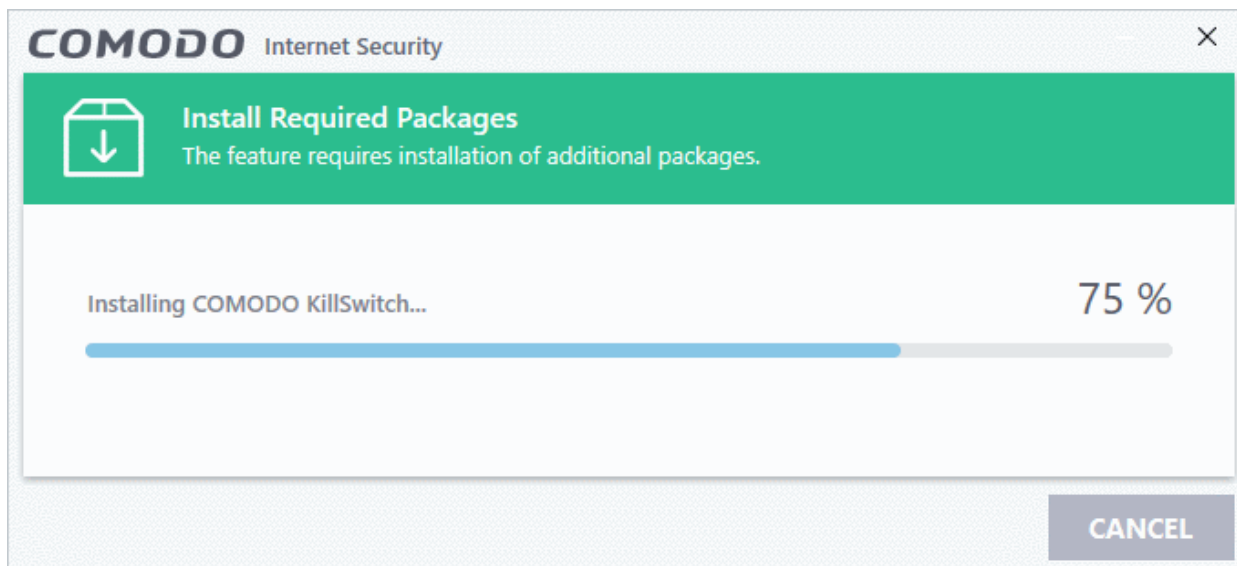 COMODO Internet Security
Install Required Packages
The feature requires installation of additional packages.
Installing COMODO KillSwitch... 75 %
CANCEL